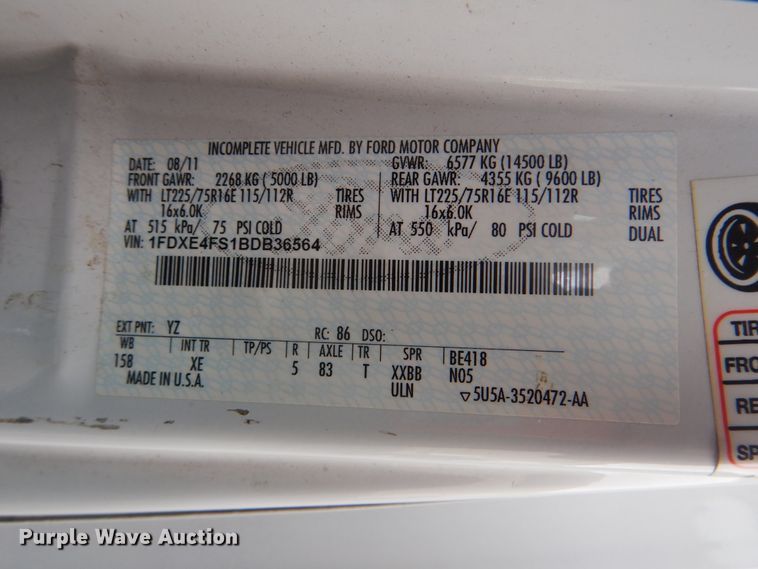 INCOMPLETE VEHICLE MFD. BY FORD MOTOR COMPANY
DATE: 08/11 GVWR: 6577 KG (14500 LB)
FRONT GAWR: 2268 KG ( 5000 LB) REAR GAWR: 4355 KG ( 9600 LB)
WITH LT225/75R16E 115/112R TIRES WITH LT225/75R16E 115/112R TIRES
16x6.0K RIMS 16x6.0K RIMS
AT 515 kPa/ 75 PSI COLD AT 550 kPa/ 80 PSI COLD DUAL
VIN: 1FDXE4FS1BDB36564
EXT PNT: YZ RC: 86 DSO:
WB INT TR TP/PS R AXLE TR SPR BE418
158 XE 5 83 T XXBB N05
MADE IN U.S.A. ULN ▽5U5A-3520472-AA
TIR
FRO
RE
SP
Purple Wave Auction